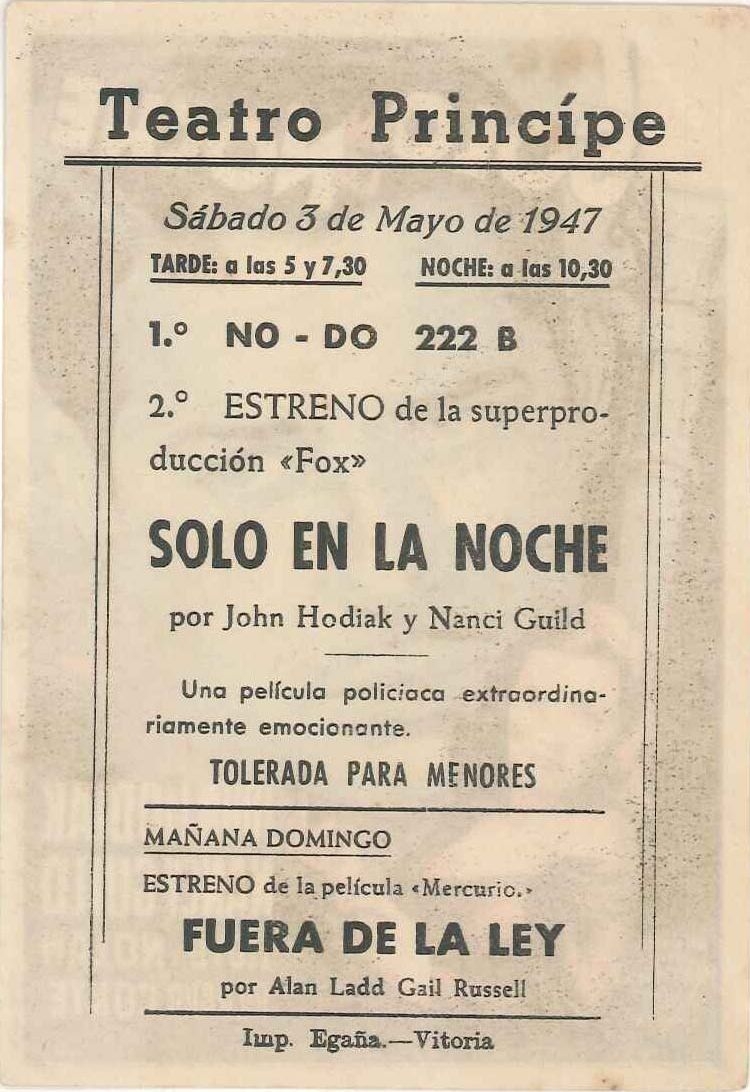 Teatro Princípe
Sábado 3 de Mayo de 1947
TARDE: a las 5 y 7,30 NOCHE: a las 10,30
1.º NO - DO 222 B
2.º ESTRENO de la superpro-
ducción «Fox»
SOLO EN LA NOCHE
por John Hodiak y Nanci Guild
Una película policiaca extraordina-
riamente emocionante.
TOLERADA PARA MENORES
MAÑANA DOMINGO
ESTRENO de la película «Mercurio.»
FUERA DE LA LEY
por Alan Ladd Gail Russell
Imp. Egaña.—Vitoria